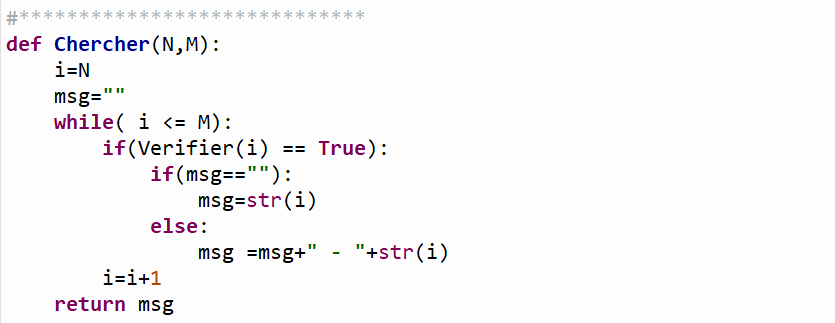 #*****************************
def Chercher(N,M):
    i=N
    msg=""
    while( i <= M):
        if(Verifier(i) == True):
            if(msg==""):
                msg=str(i)
            else:
                msg =msg+" - "+str(i)
        i=i+1
    return msg